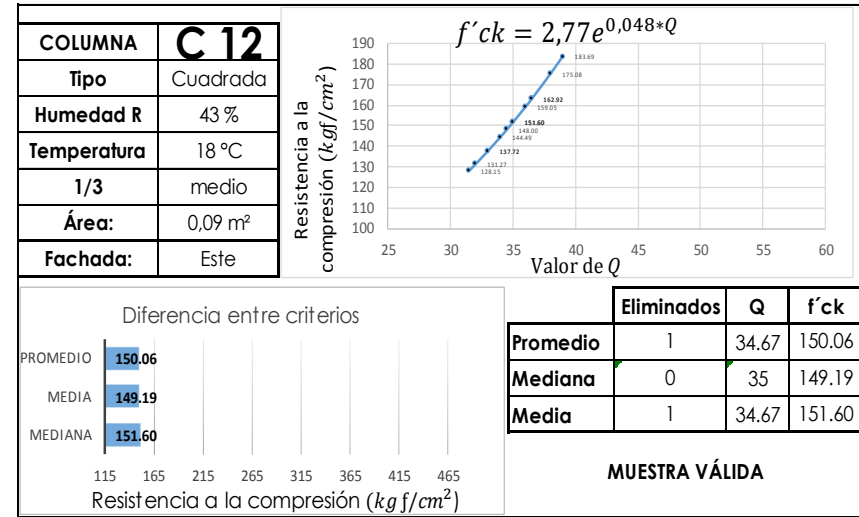 COLUMNA C 12
Tipo Cuadrada
Humedad R 43 %
Temperatura 18 °C
1/3 medio
Área: 0,09 m²
Fachada: Este
f´ck = 2,77e^{0,048*Q}
Resistencia a la
compresión (kgf/cm²)
190
180
170
160
150
140
130
120
110
100
183.69
175.08
162.92
159.05
151.60
148.00
144.49
137.72
131.27
128.15
25 30 35 40 45 50 55 60
Valor de Q
Diferencia entre criterios
PROMEDIO 150.06
MEDIA 149.19
MEDIANA 151.60
115 165 215 265 315 365 415 465
Resistencia a la compresión (kg f/cm²)
Eliminados Q f´ck
Promedio 1 34.67 150.06
Mediana 0 35 149.19
Media 1 34.67 151.60
MUESTRA VÁLIDA